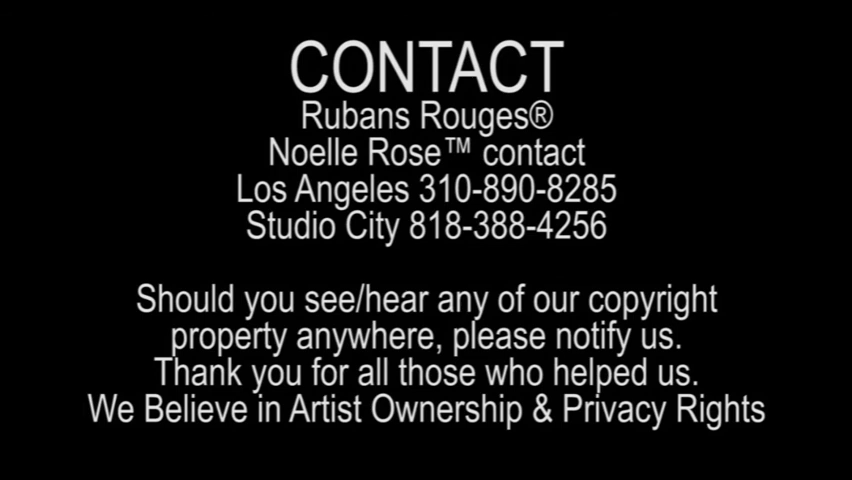 CONTACT
Rubans Rouges®
Noelle Rose™ contact
Los Angeles 310-890-8285
Studio City 818-388-4256
Should you see/hear any of our copyright
property anywhere, please notify us.
Thank you for all those who helped us.
We Believe in Artist Ownership & Privacy Rights